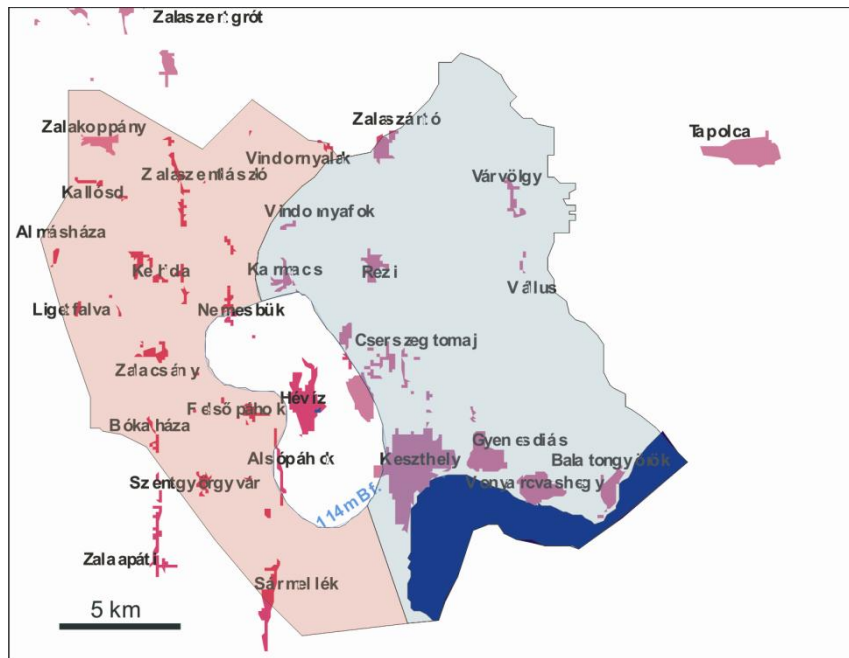 Zalaszentgrót
Zalakoppány
Zalaszántó
Tapolca
Vindornyalak
Zalaszentlászló
Kallósd
Várvölgy
Vindornyafok
Almásháza
Kehida
Karmacs
Rezi
Vállus
Ligetfalva
Nemesbük
Cserszegtomaj
Zalacsány
Hévíz
Felsőpáhok
Bókaháza
Gyenesdiás
Alsópáhok
Keszthely
Balatongyörök
Szentgyörgyvár
Vonyarcvashegy
114mBf.
Zalaapáti
Sármellék
5 km